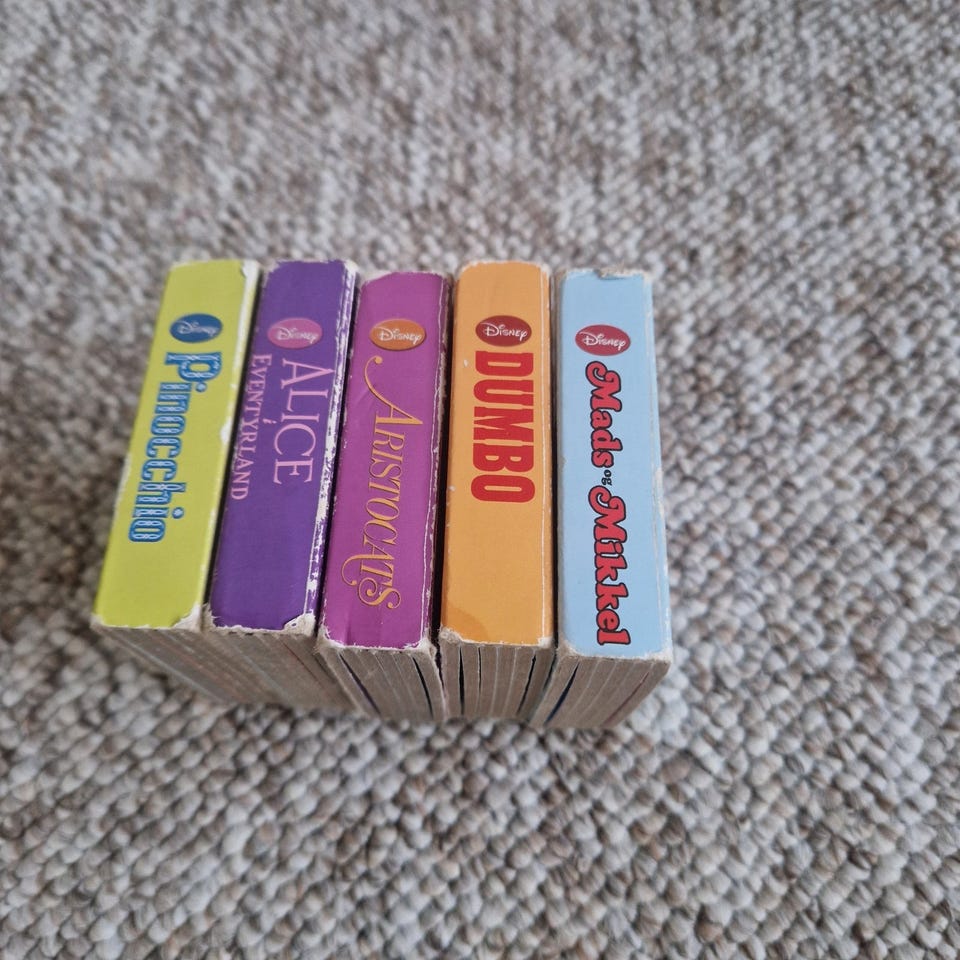 Disney
Pinocchio
Disney
ALICE
i
EVENTYRLAND
Disney
ARISTOCATS
Disney
DUMBO
Disney
Mads og Mikkel